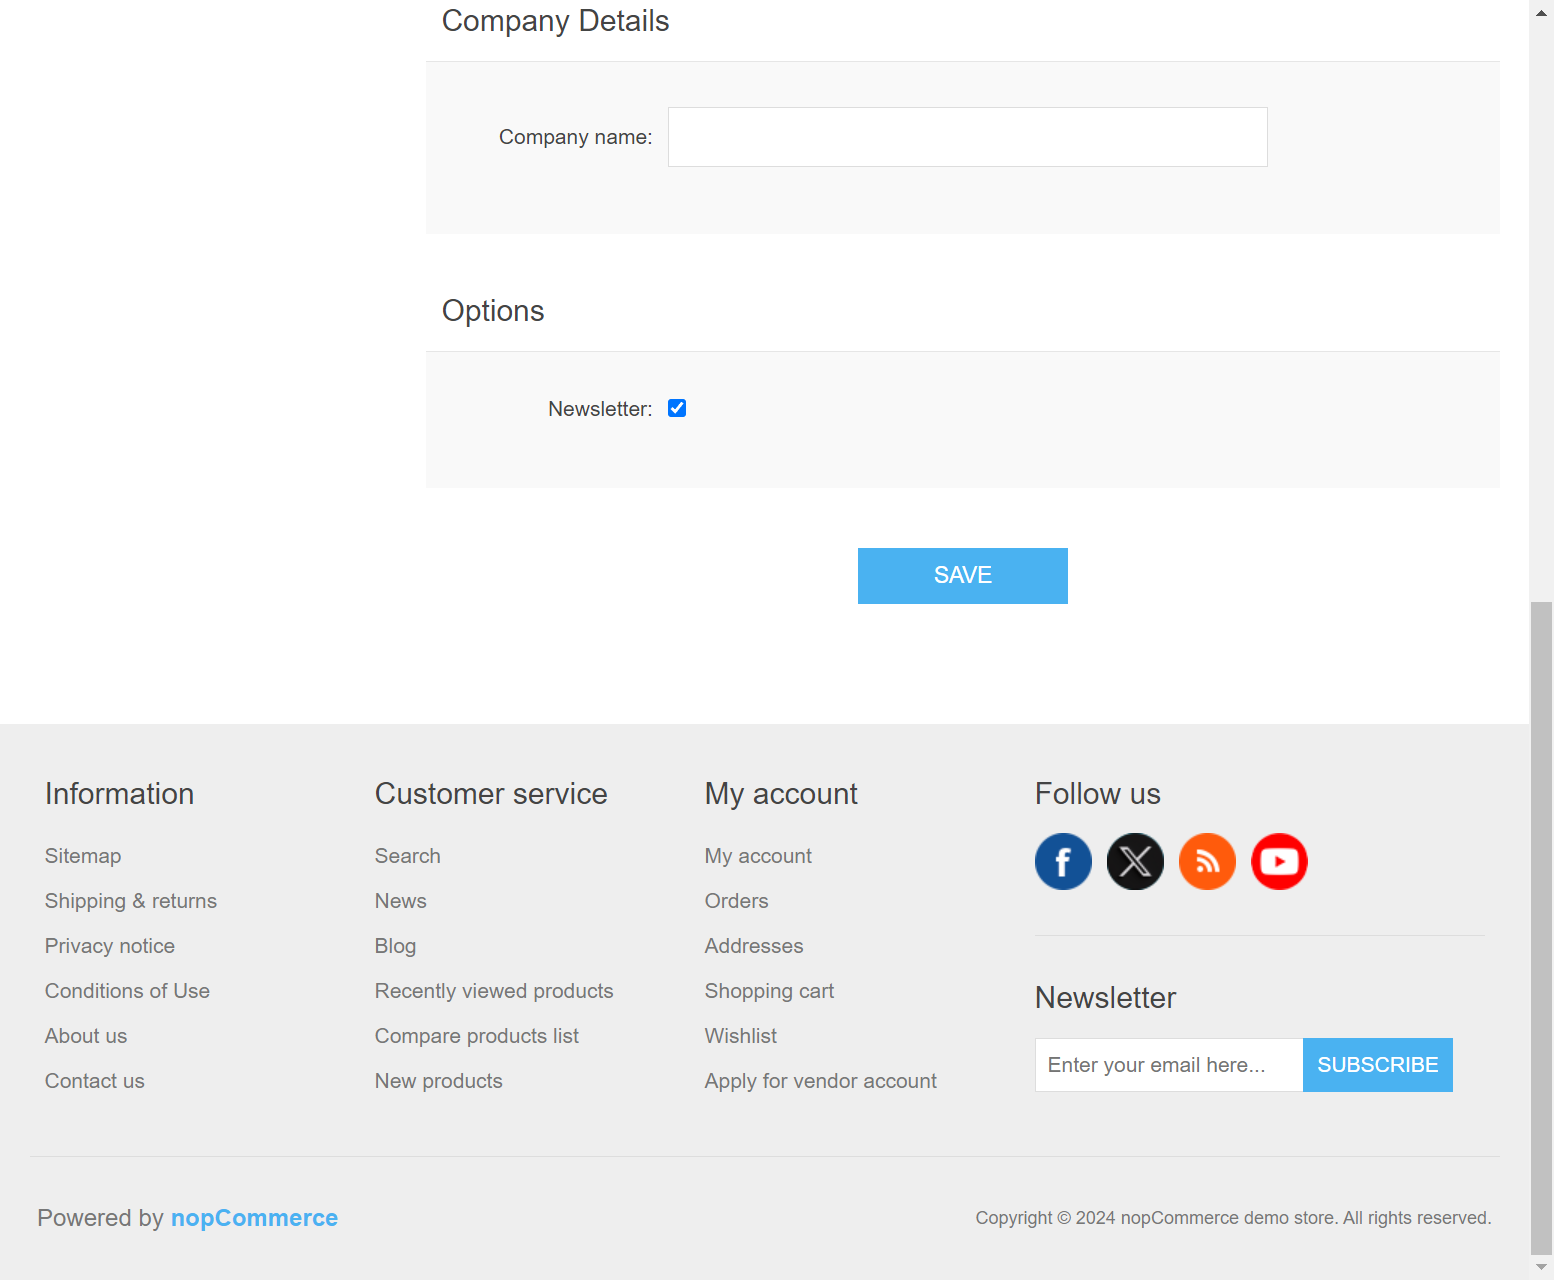 Company Details
Company name:
Options
Newsletter:
SAVE
Information
Sitemap
Shipping & returns
Privacy notice
Conditions of Use
About us
Contact us
Customer service
Search
News
Blog
Recently viewed products
Compare products list
New products
My account
My account
Orders
Addresses
Shopping cart
Wishlist
Apply for vendor account
Follow us
Newsletter
Enter your email here...
SUBSCRIBE
Powered by nopCommerce
Copyright © 2024 nopCommerce demo store. All rights reserved.